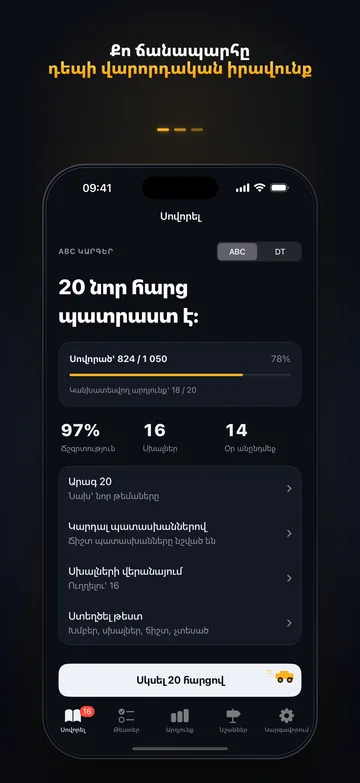 Քո ճանապարհը
դեպի վարորդական իրավունք
09:41
Սովորել
ABC ԿԱՐԳԵՐ
ABC
DT
20 նոր հարց
պատրաստ է:
Սովորած՝ 824 / 1 050
78%
Կանխատեսվող արդյունք՝ 18 / 20
97%
16
14
Ճշգրտություն
Սխալներ
Օր անընդմեջ
Արագ 20
Նախ՝ նոր թեմաները
Կարդալ պատասխաններով
Ճիշտ պատասխանները նշված են
Սխալների վերանայում
Ուղղելու՝ 16
Ստեղծել թեստ
Խմբեր, սխալներ, ճիշտ, չտեսած
Սկսել 20 հարցով
16
Սովորել
Թեստեր
Արդյունք
Նշաններ
Կարգավորում